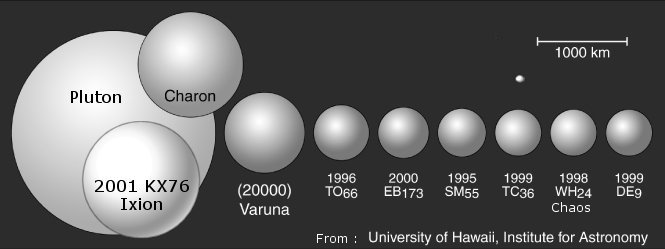 1000 km
Pluton
Charon
2001 KX76
Ixion
(20000)
Varuna
1996
TO66
2000
EB173
1995
SM55
1999
TC36
1998
WH24
Chaos
1999
DE9
From : University of Hawaii, Institute for Astronomy